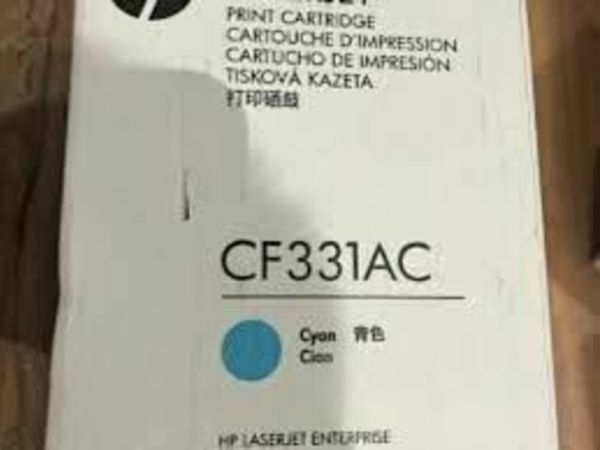 PRINT CARTRIDGE
CARTOUCHE D'IMPRESSION
CARTUCHO DE IMPRESIÓN
TISKOVÁ KAZETA
打印硒鼓
CF331AC
Cyan 青色
Cian
HP LASERJET ENTERPRISE